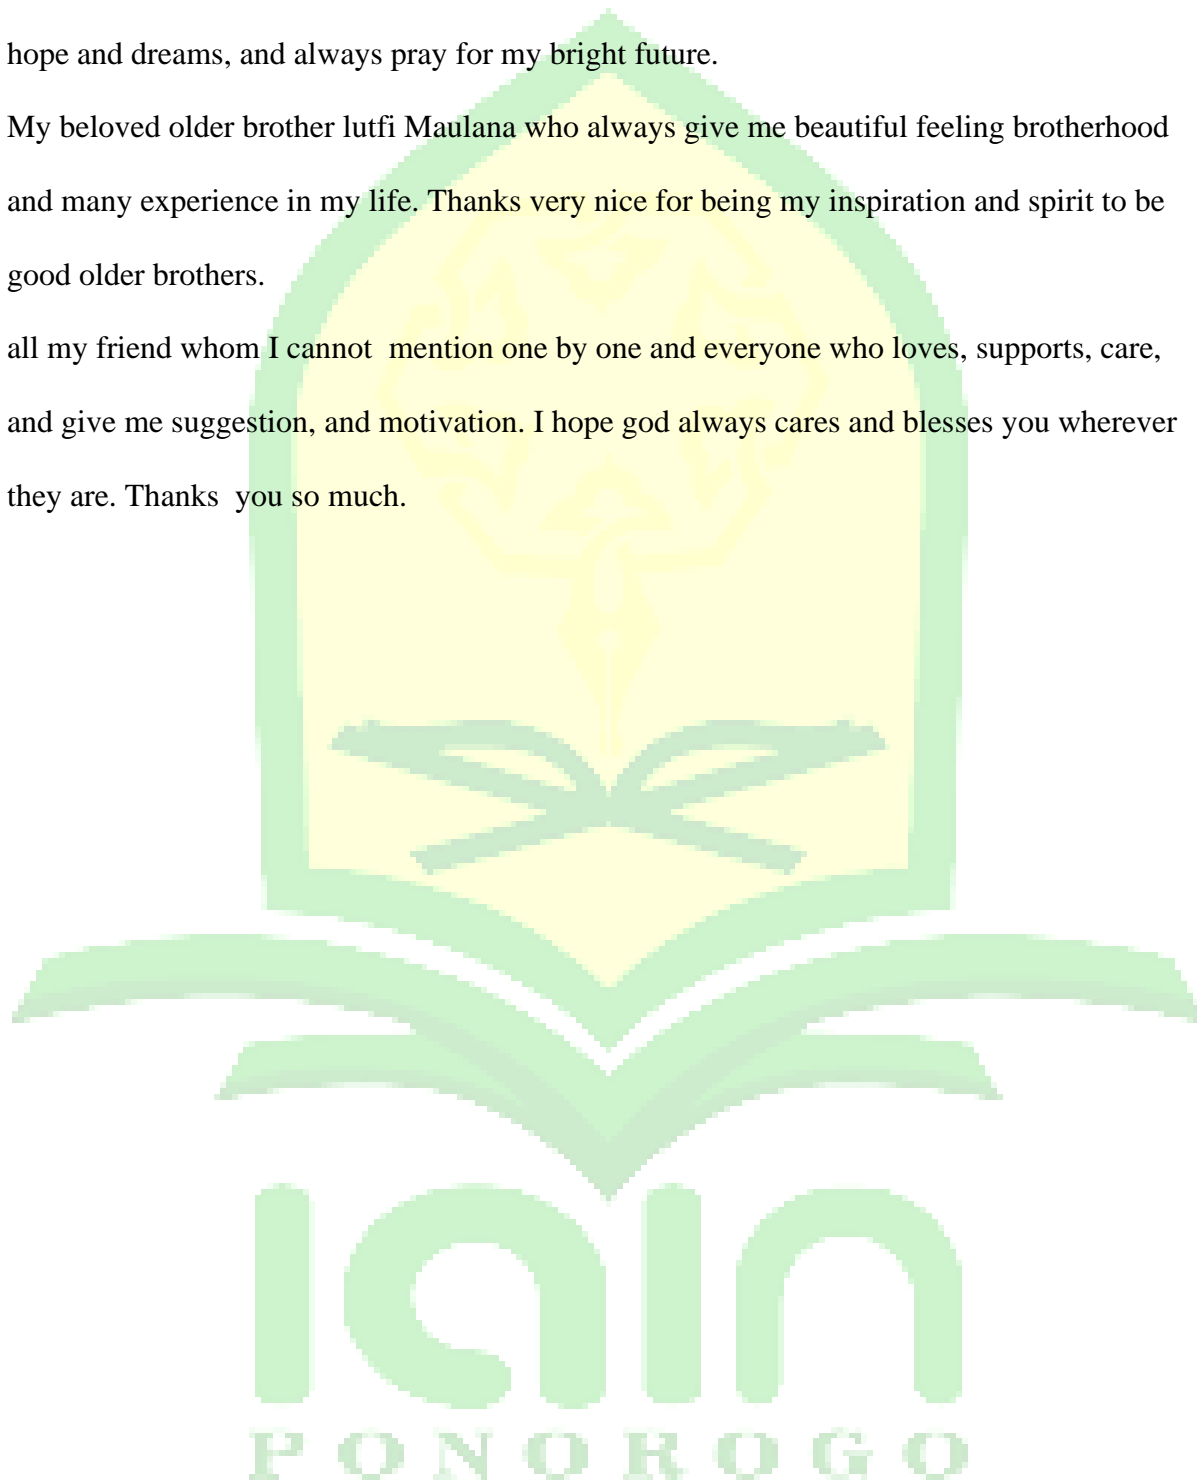 hope and dreams, and always pray for my bright future.
My beloved older brother lutfi Maulana who always give me beautiful feeling brotherhood
and many experience in my life. Thanks very nice for being my inspiration and spirit to be
good older brothers.
all my friend whom I cannot  mention one by one and everyone who loves, supports, care,
and give me suggestion, and motivation. I hope god always cares and blesses you wherever
they are. Thanks  you so much.
iain
PONOROGO